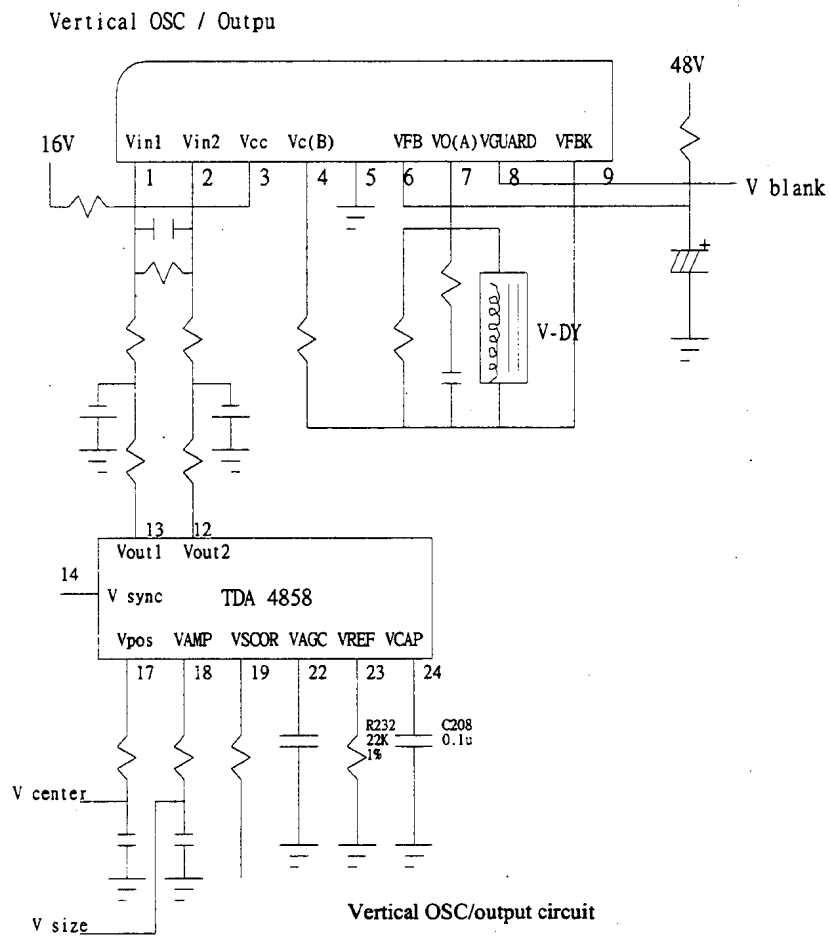 Vertical OSC / Outpu
48V
16V
Vin1 Vin2 Vcc Vc(B) VFB VO(A) VGUARD VFBK
1 2 3 4 5 6 7 8 9
V blank
+
V-DY
13 12
Vout1 Vout2
14
V sync TDA 4858
Vpos VAMP VSCOR VAGC VREF VCAP
17 18 19 22 23 24
R232
22K
1%
C208
0.1u
V center
Vertical OSC/output circuit
V size